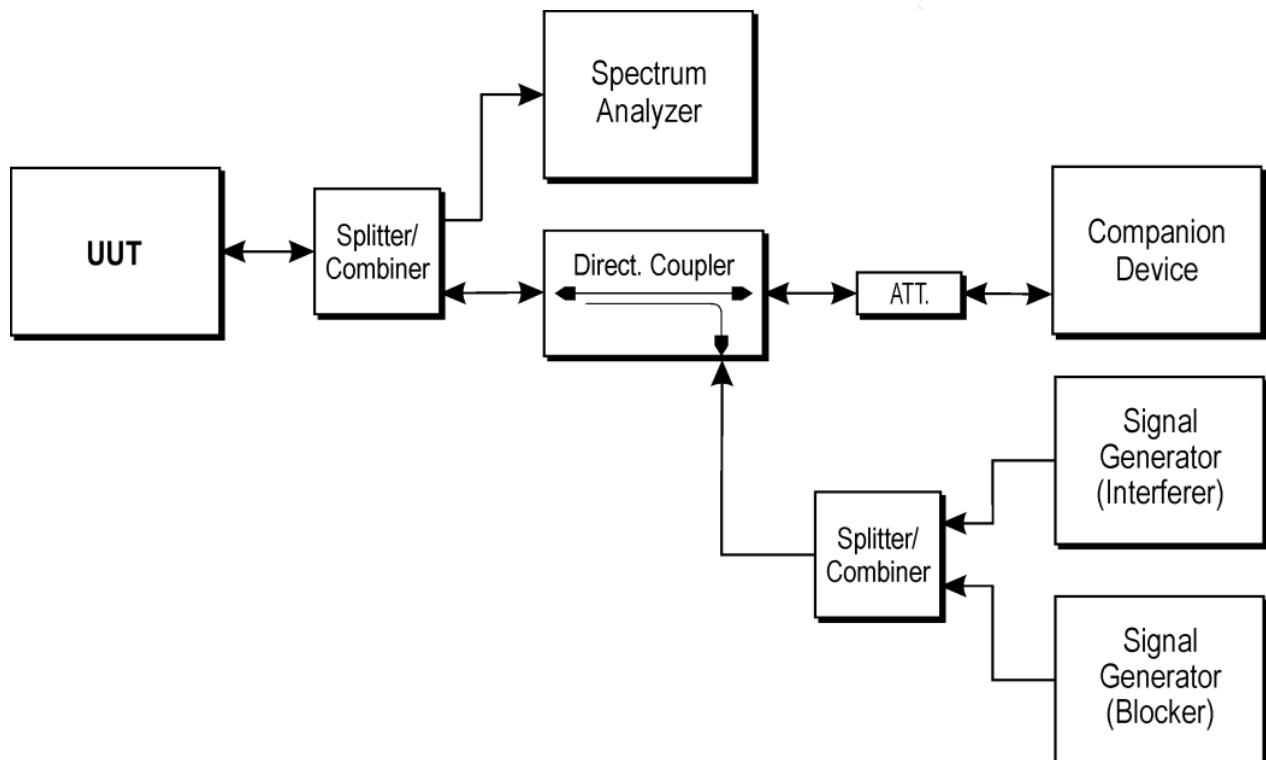 Spectrum
Analyzer
UUT
Splitter/
Combiner
Direct. Coupler
ATT.
Companion
Device
Signal
Generator
(Interferer)
Splitter/
Combiner
Signal
Generator
(Blocker)